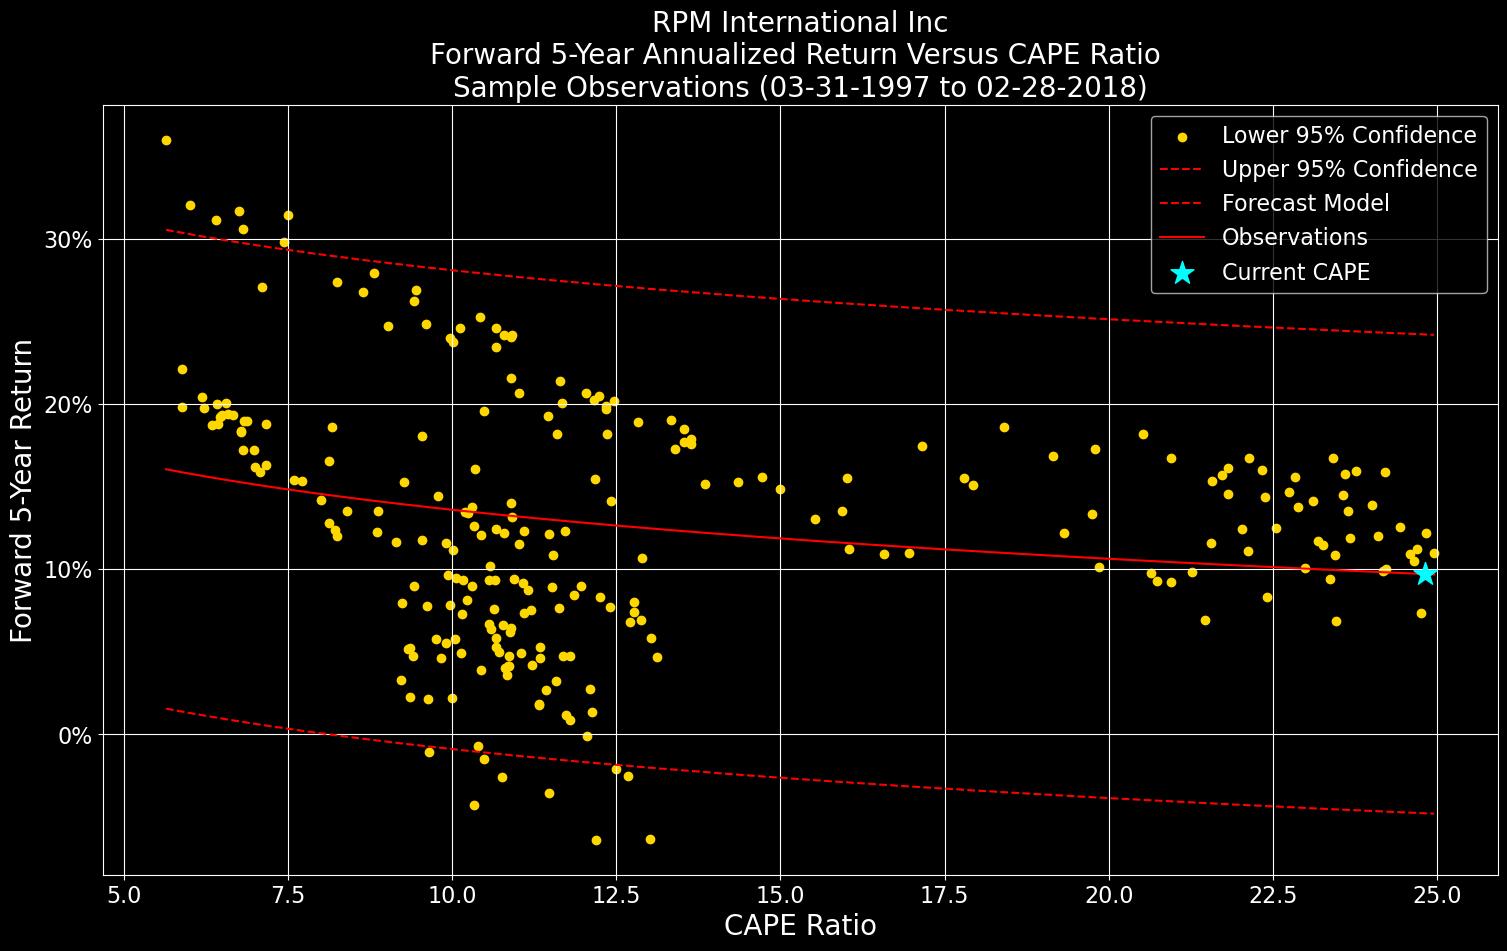 RPM International Inc
Forward 5-Year Annualized Return Versus CAPE Ratio
Sample Observations (03-31-1997 to 02-28-2018)
Lower 95% Confidence
Upper 95% Confidence
Forecast Model
Observations
Current CAPE
Forward 5-Year Return
30%
20%
10%
0%
5.0 7.5 10.0 12.5 15.0 17.5 20.0 22.5 25.0
CAPE Ratio